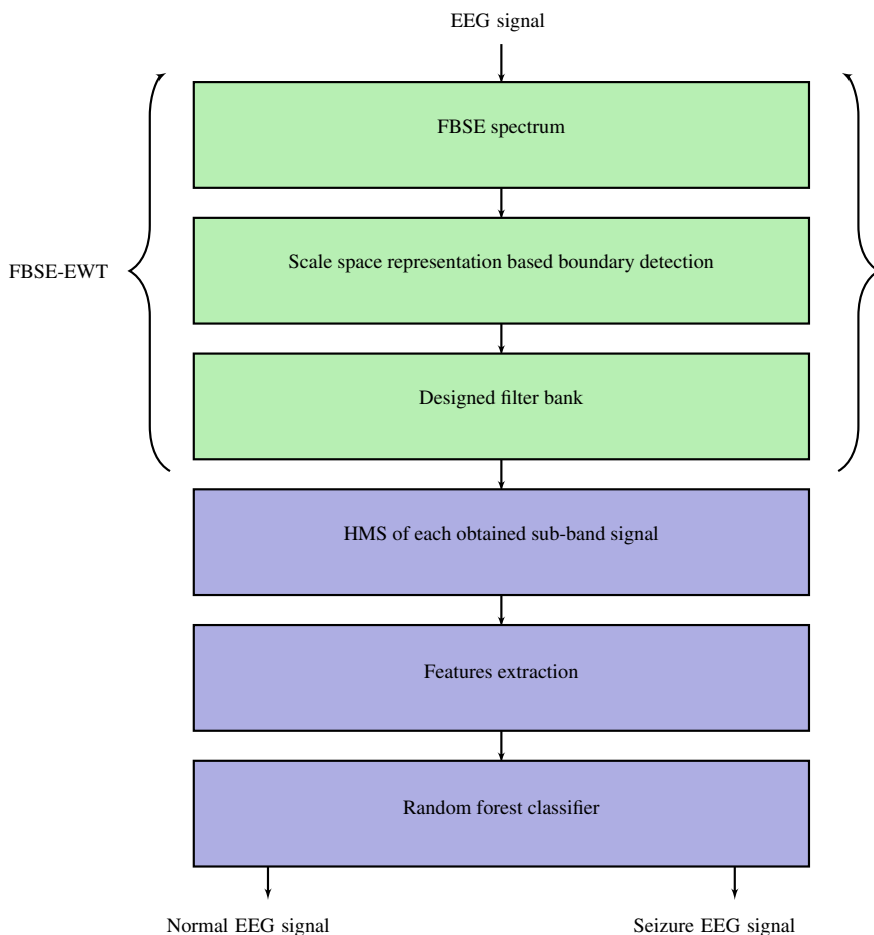 EEG signal
FBSE spectrum
Scale space representation based boundary detection
FBSE-EWT
Designed filter bank
HMS of each obtained sub-band signal
Features extraction
Random forest classifier
Normal EEG signal
Seizure EEG signal